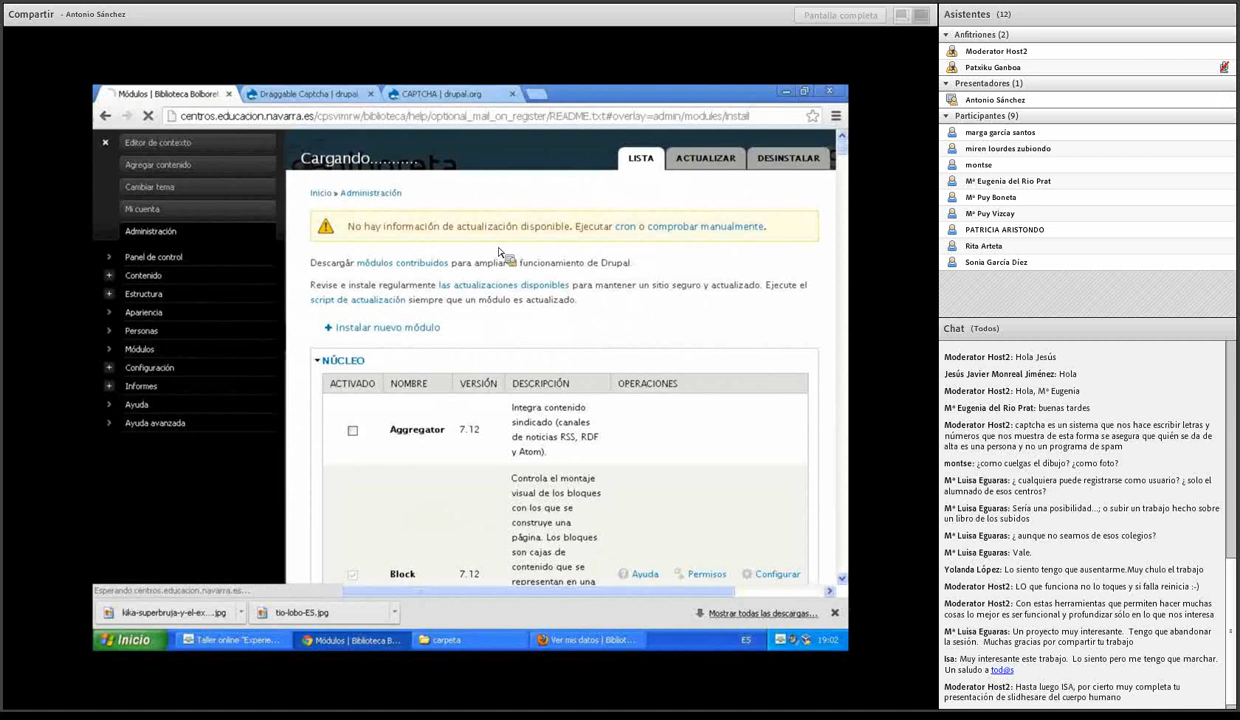 Compartir - Antonio Sánchez
Pantalla completa
Módulos | Biblioteca Bolbore
Draggable Captcha | drupal.
CAPTCHA | drupal.org
centros.educacion.navarra.es/cpsvimrw/biblioteca/help/optional_mail_on_register/README.txt#overlay=admin/modules/install
Editor de contexto
Agregar contenido
Cambiar tema
Mi cuenta
Administración
Panel de control
Contenido
Estructura
Apariencia
Personas
Módulos
Configuración
Informes
Ayuda
Ayuda avanzada
Cargando...........
LISTA
ACTUALIZAR
DESINSTALAR
Inicio » Administración
No hay información de actualización disponible. Ejecutar cron o comprobar manualmente.
Descargar módulos contribuidos para ampliar funcionamiento de Drupal.
Revise e instale regularmente las actualizaciones disponibles para mantener un sitio seguro y actualizado. Ejecute el
script de actualización siempre que un módulo es actualizado.
+ Instalar nuevo módulo
NÚCLEO
ACTIVADO NOMBRE VERSIÓN DESCRIPCIÓN OPERACIONES
Aggregator 7.12
Integra contenido
sindicado (canales
de noticias RSS, RDF
y Atom).
Controla el montaje
visual de los bloques
con los que se
construye una
página. Los bloques
son cajas de
contenido que se
representan en una
Block 7.12
Ayuda Permisos Configurar
Esperando centros.educacion.navarra.es...
kika-superbruja-y-el-ex....jpg
tio-lobo-ES.jpg
Mostrar todas las descargas...
Inicio
Taller online "Experie...
Módulos | Biblioteca B...
carpeta
Ver mis datos | Bibliot...
ES
19:02
Asistentes (12)
Anfitriones (2)
Moderator Host2
Patxiku Ganboa
Presentadores (1)
Antonio Sánchez
Participantes (9)
marga garcía santos
miren lourdes zubiondo
montse
Mª Eugenia del Rio Prat
Mª Puy Boneta
Mª Puy Vizcay
PATRICIA ARISTONDO
Rita Arteta
Sonia García Díez
Chat (Todos)
Moderator Host2: Hola Jesús
Jesús Javier Monreal Jiménez: Hola
Moderator Host2: Hola, Mª Eugenia
Mª Eugenia del Rio Prat: buenas tardes
Moderator Host2: captcha es un sistema que nos hace escribir letras y
números que nos muestra de esta forma se asegura que quién se da de
alta es una persona y no un programa de spam
montse: ¿como cuelgas el dibujo? ¿como foto?
Mª Luisa Eguaras: ¿ cualquiera puede registrarse como usuario? ¿ solo el
alumnado de esos centros?
Mª Luisa Eguaras: Sería una posibilidad...; o subir un trabajo hecho sobre
un libro de los subidos
Mª Luisa Eguaras: ¿ aunque no seamos de esos colegios?
Mª Luisa Eguaras: Vale.
Yolanda López: Lo siento tengo que ausentarme.Muy chulo el trabajo
Moderator Host2: LO que funciona no lo toques y si falla reinicia :-)
Moderator Host2: Con estas herramientas que permiten hacer muchas
cosas lo mejor es ser funcional y profundizar sólo en lo que nos interesa
Mª Luisa Eguaras: Un proyecto muy interesante. Tengo que abandonar
la sesión. Muchas gracias por compartir tu trabajo
Isa: Muy interesante este trabajo. Lo siento pero me tengo que marchar.
Un saludo a tod@s
Moderator Host2: Hasta luego ISA, por cierto muy completa tu
presentación de slidhesare del cuerpo humano